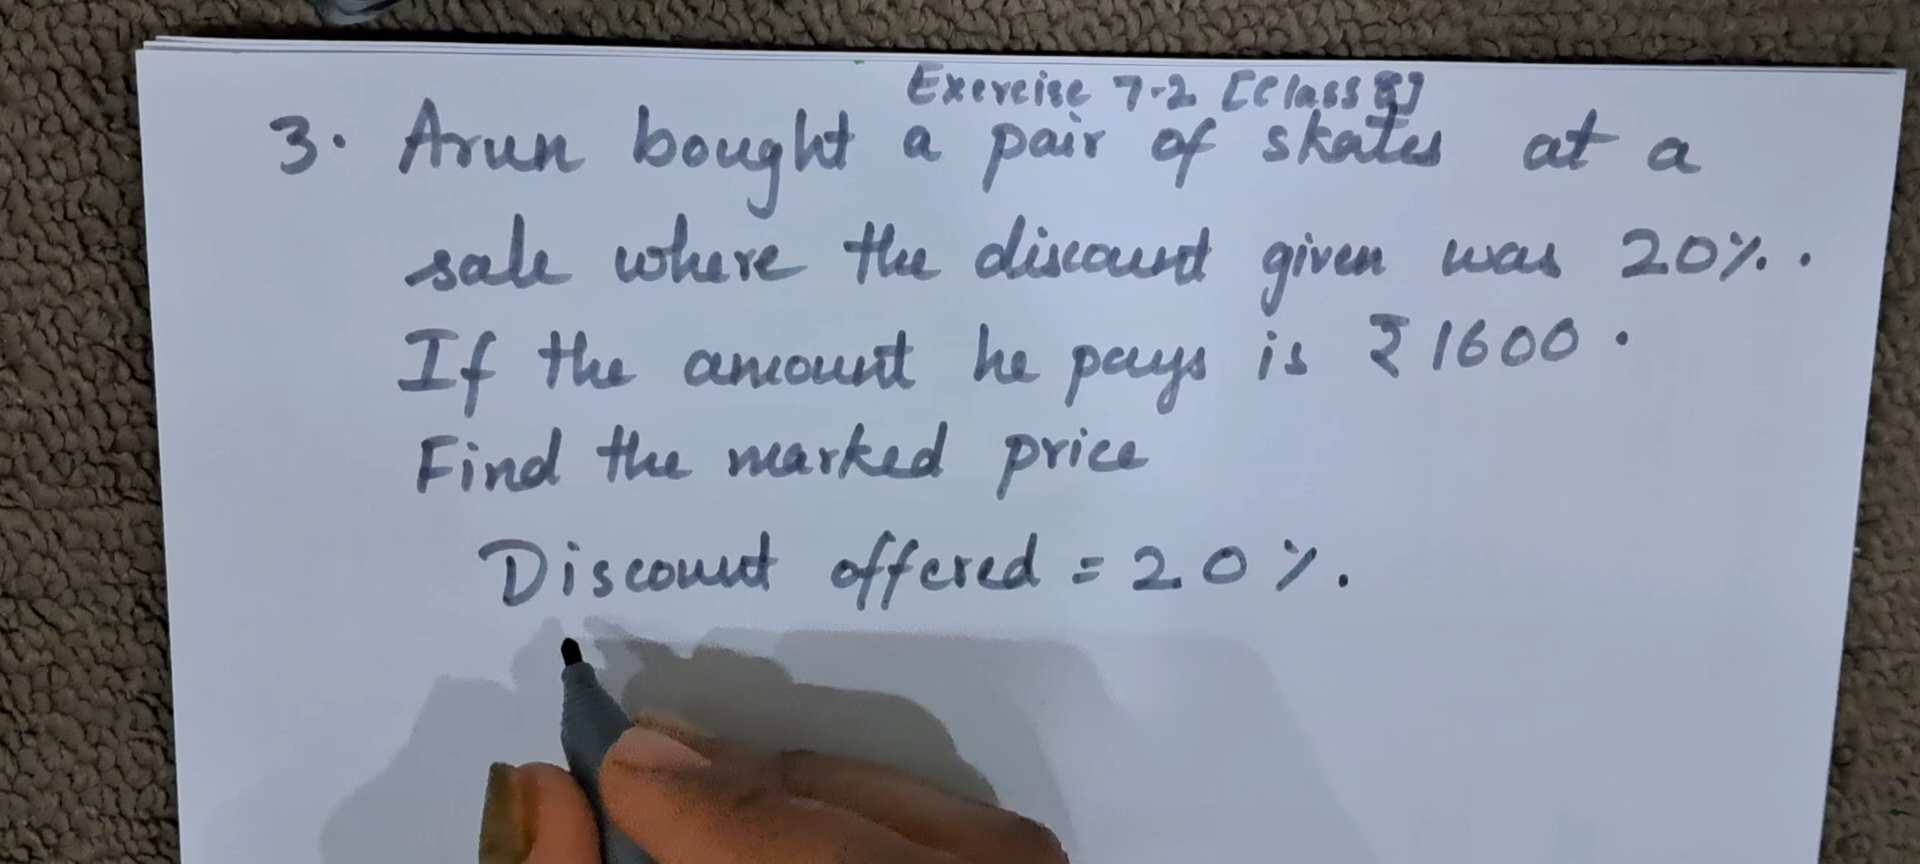 Exercise 7.2 [Class 8]
3. Arun bought a pair of skates at a
sale where the discount given was 20%.
If the amount he pays is ₹1600.
Find the marked price
Discount offered = 20%.